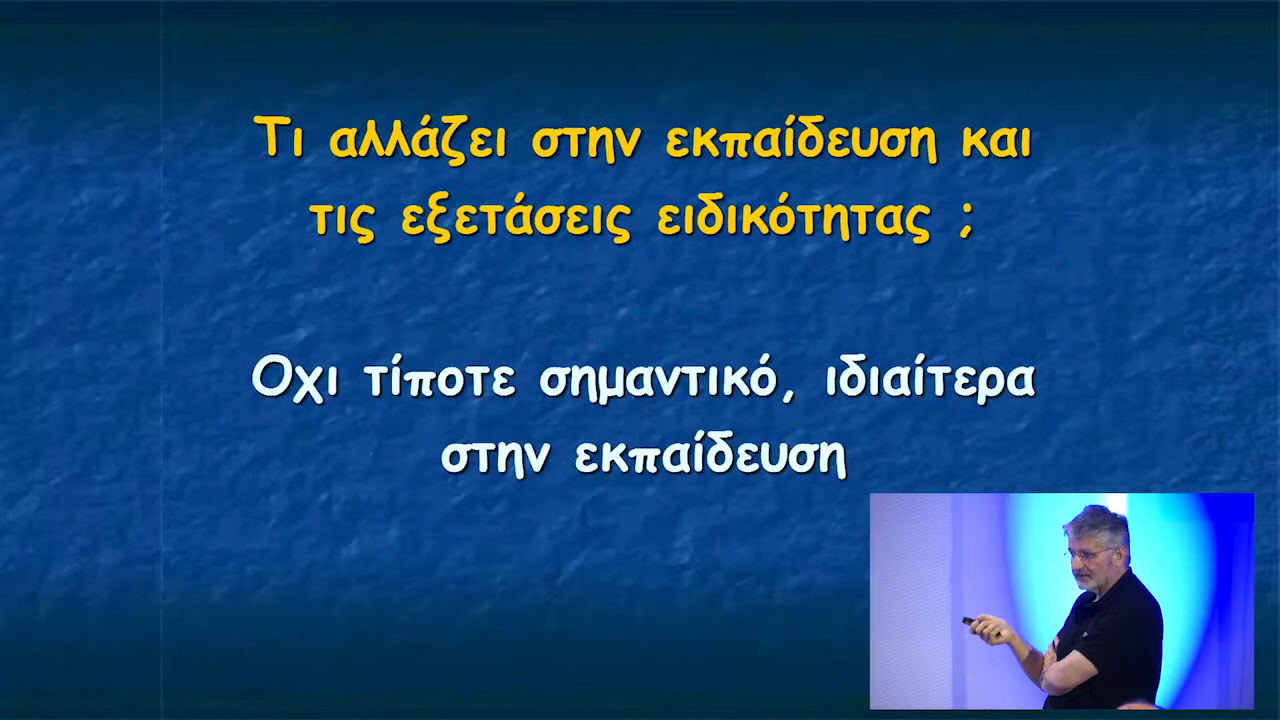 Τι αλλάζει στην εκπαίδευση και
τις εξετάσεις ειδικότητας ;
Οχι τίποτε σημαντικό, ιδιαίτερα
στην εκπαίδευση